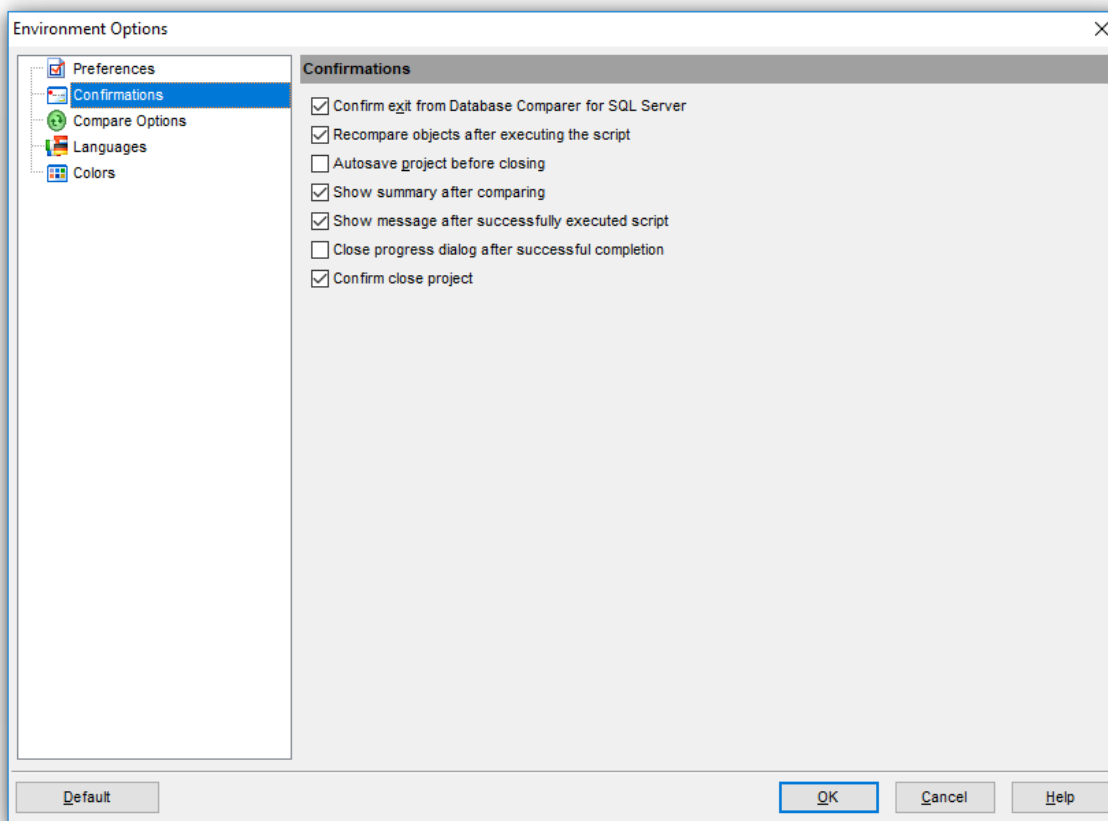 Environment Options
Preferences
Confirmations
Compare Options
Languages
Colors
Confirmations
Confirm exit from Database Comparer for SQL Server
Recompare objects after executing the script
Autosave project before closing
Show summary after comparing
Show message after successfully executed script
Close progress dialog after successful completion
Confirm close project
Default
OK
Cancel
Help